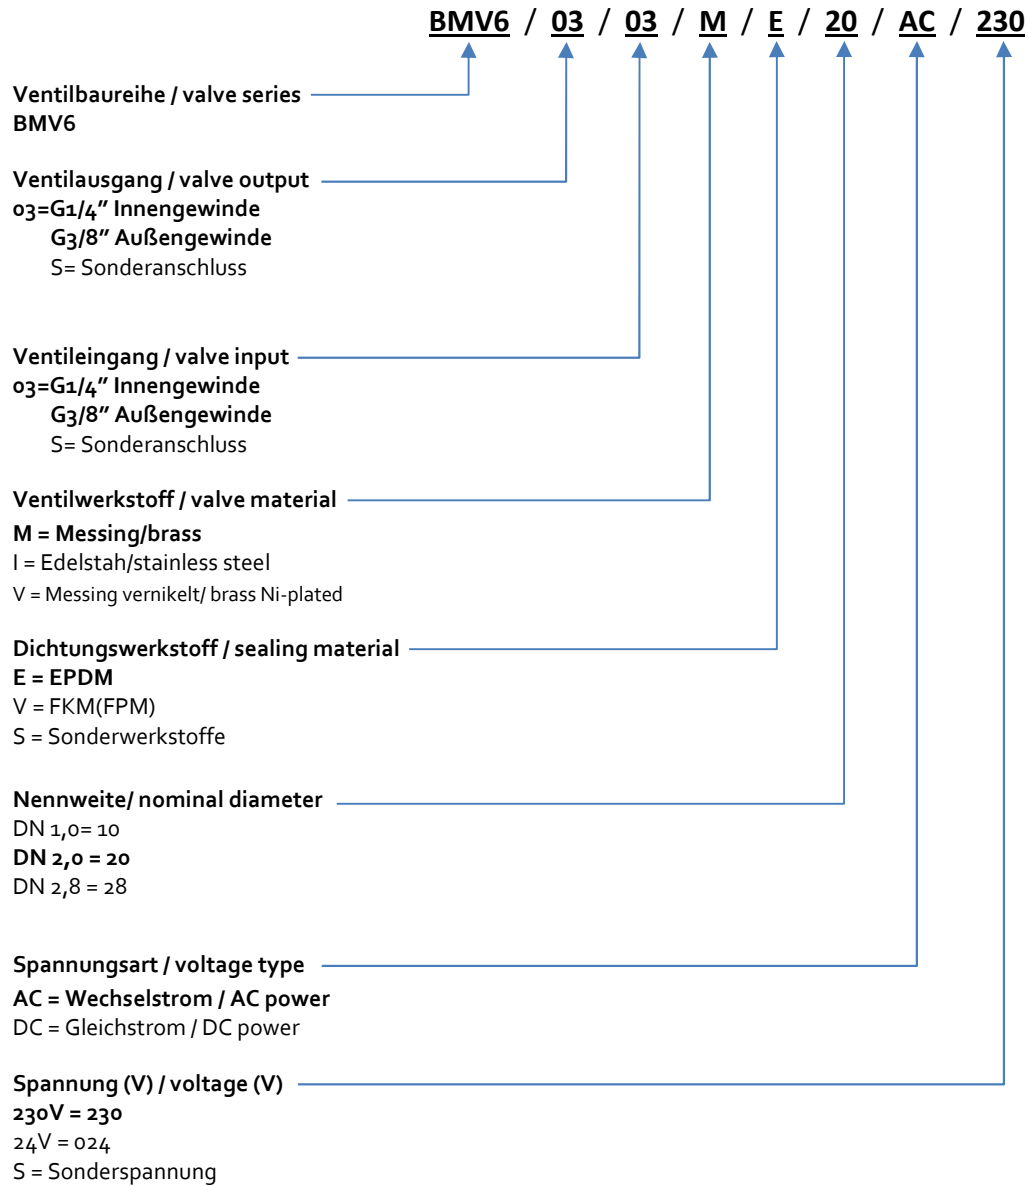 BMV6 / 03 / 03 / M / E / 20 / AC / 230
Ventilbaureihe / valve series
BMV6
Ventilausgang / valve output
03=G1/4" Innengewinde
G3/8" Außengewinde
S= Sonderanschluss
Ventileingang / valve input
03=G1/4" Innengewinde
G3/8" Außengewinde
S= Sonderanschluss
Ventilwerkstoff / valve material
M = Messing/brass
I = Edelstah/stainless steel
V = Messing vernikelt/ brass Ni-plated
Dichtungswerkstoff / sealing material
E = EPDM
V = FKM(FPM)
S = Sonderwerkstoffe
Nennweite/ nominal diameter
DN 1,0= 10
DN 2,0 = 20
DN 2,8 = 28
Spannungsart / voltage type
AC = Wechselstrom / AC power
DC = Gleichstrom / DC power
Spannung (V) / voltage (V)
230V = 230
24V = 024
S = Sonderspannung